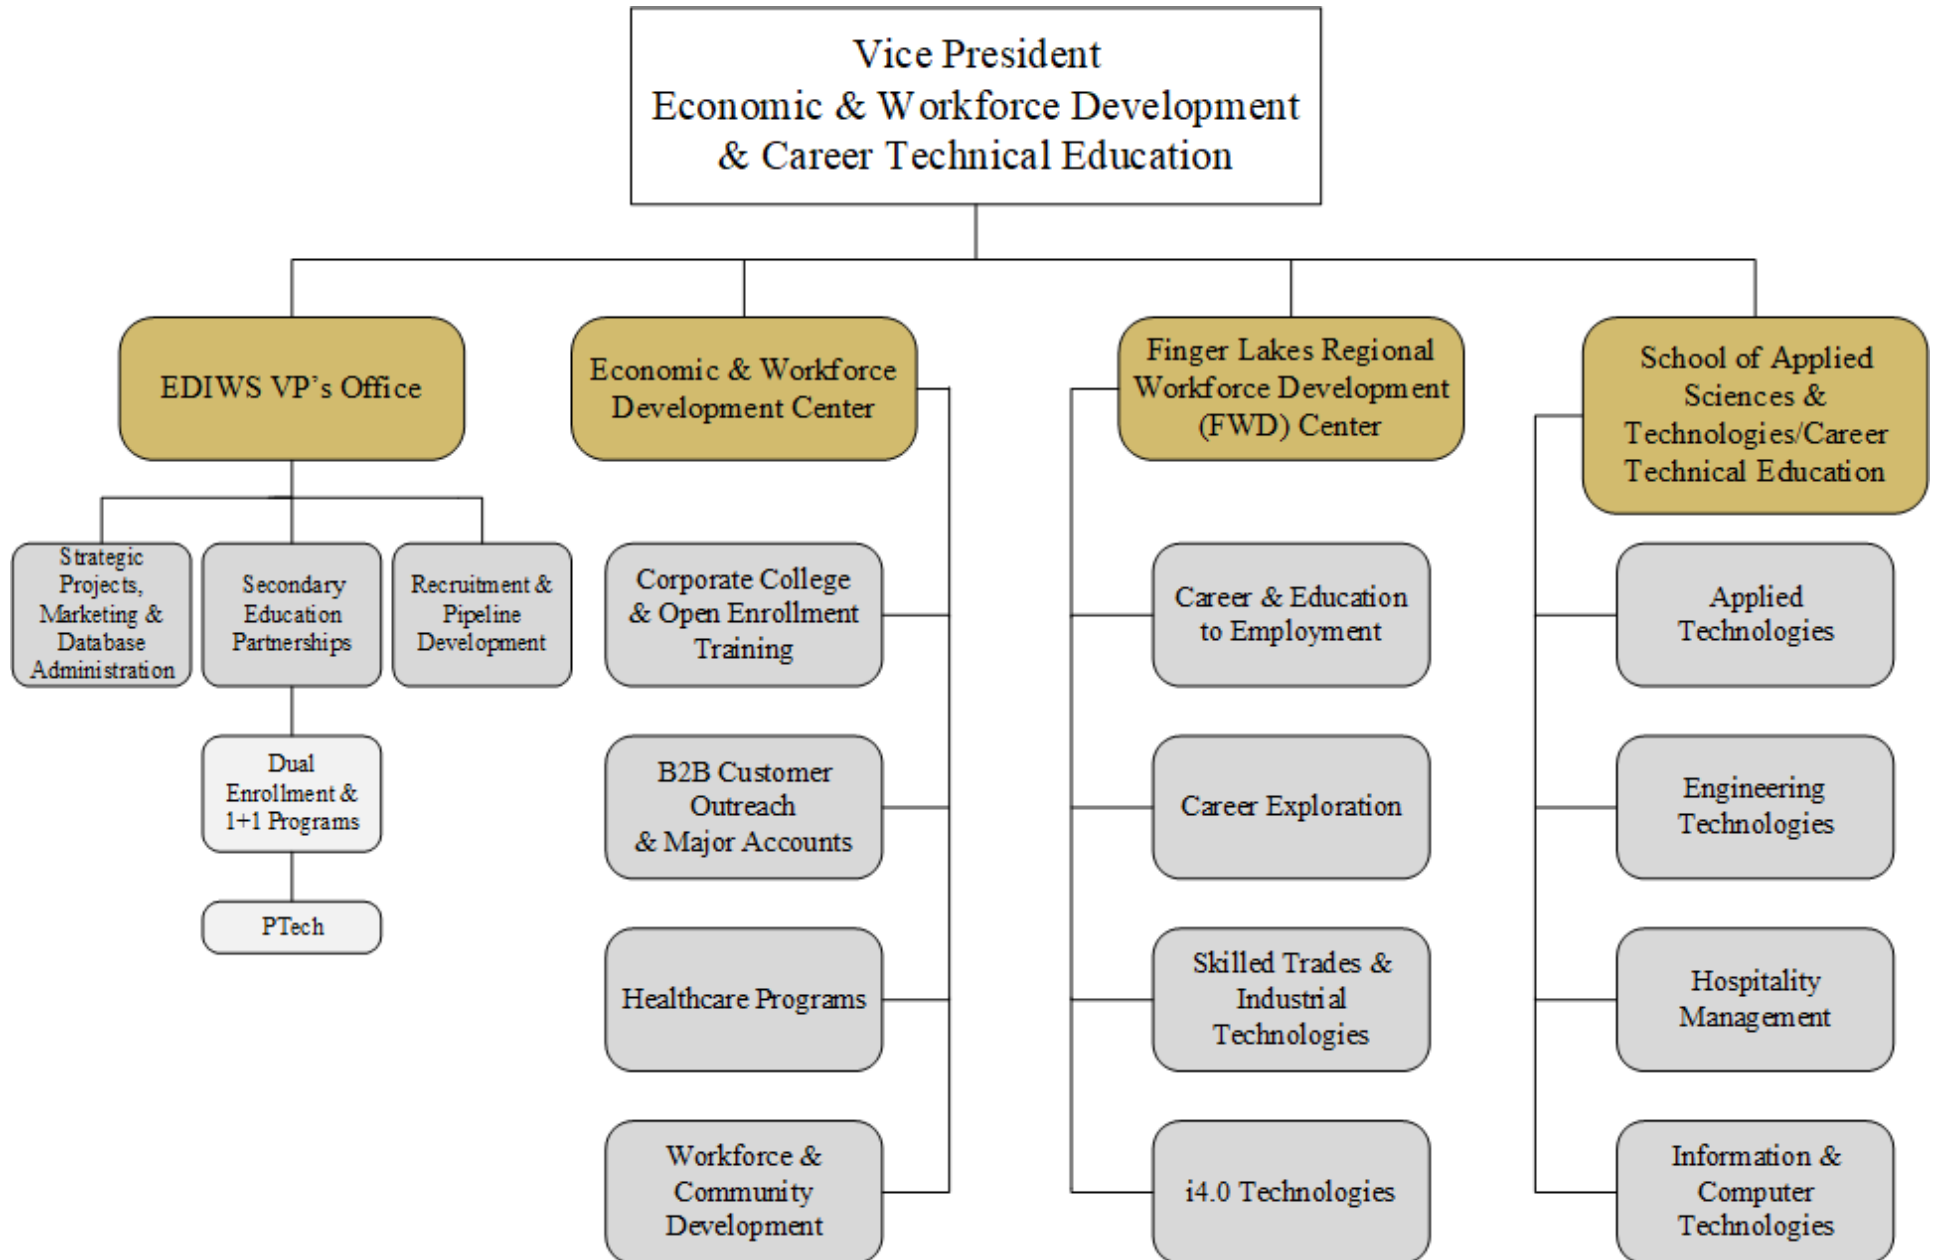 Vice President
Economic & Workforce Development
& Career Technical Education
EDIWS VP’s Office
Economic & Workforce
Development Center
Finger Lakes Regional
Workforce Development
(FWD) Center
School of Applied
Sciences &
Technologies/Career
Technical Education
Strategic
Projects,
Marketing &
Database
Administration
Secondary
Education
Partnerships
Recruitment &
Pipeline
Development
Dual
Enrollment &
1+1 Programs
PTech
Corporate College
& Open Enrollment
Training
B2B Customer
Outreach
& Major Accounts
Healthcare Programs
Workforce &
Community
Development
Career & Education
to Employment
Career Exploration
Skilled Trades &
Industrial
Technologies
i4.0 Technologies
Applied
Technologies
Engineering
Technologies
Hospitality
Management
Information &
Computer
Technologies